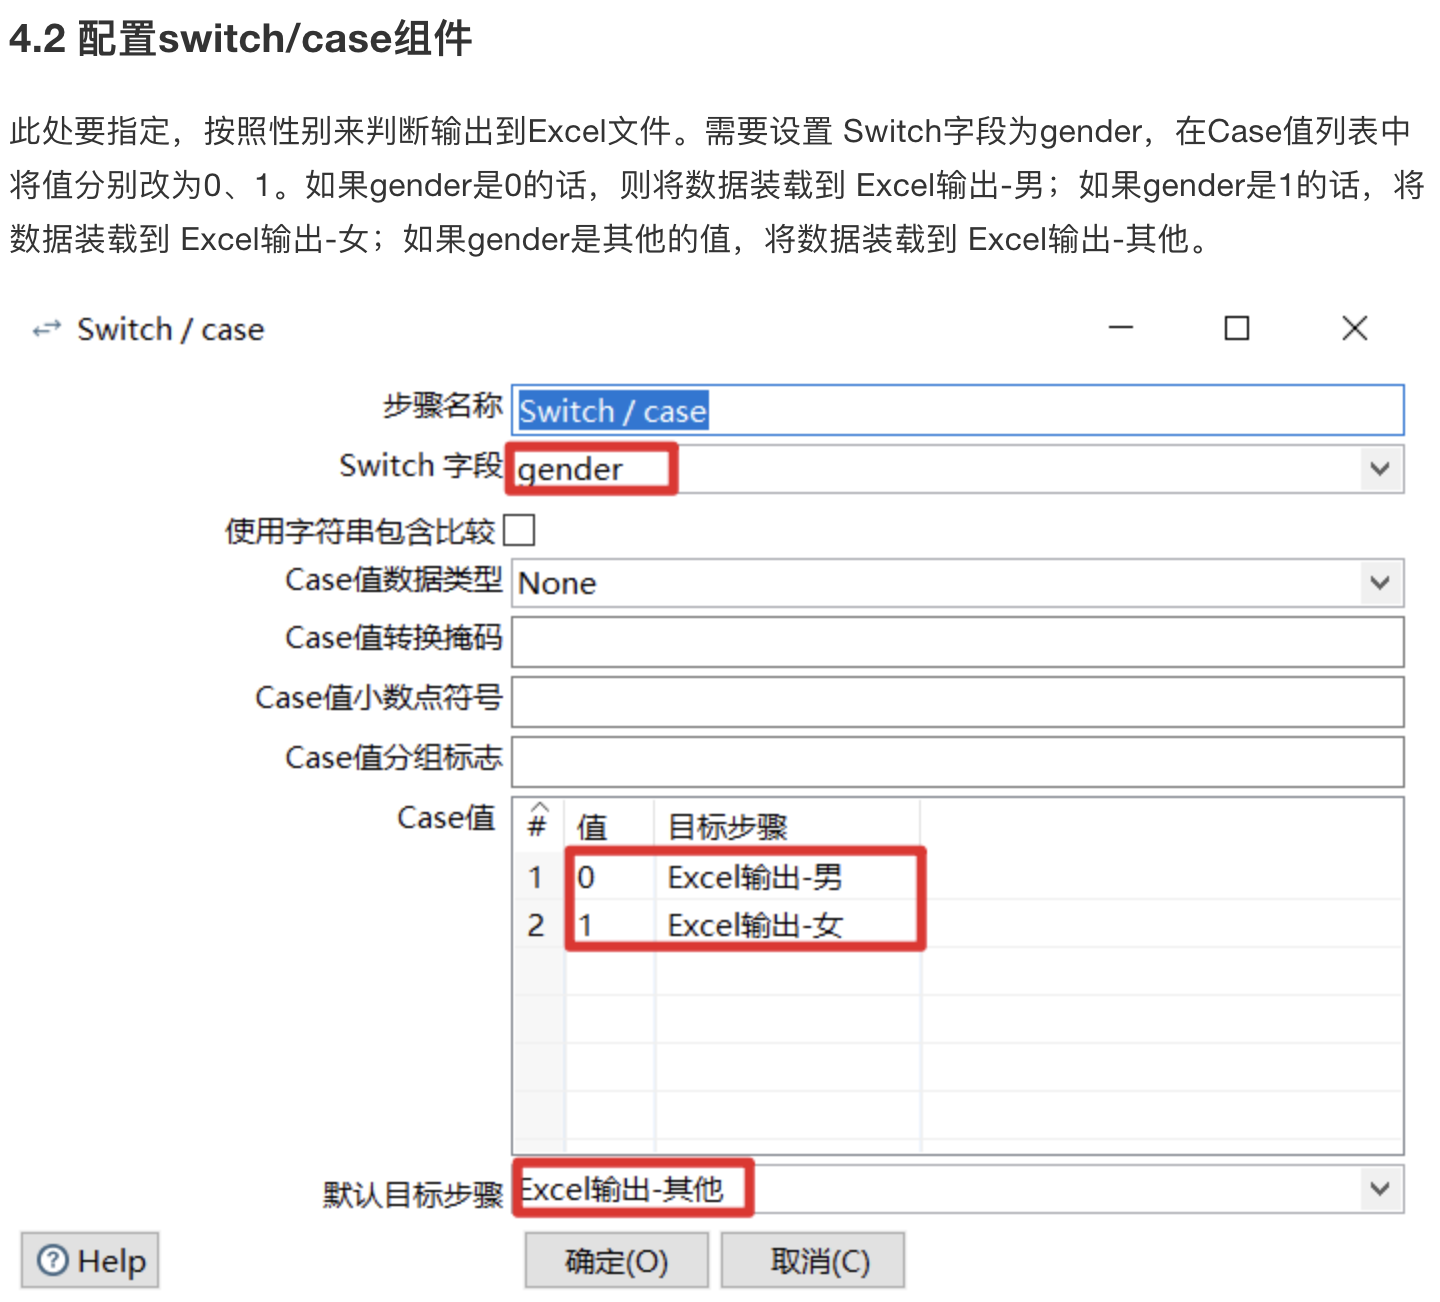 4.2 配置switch/case组件
此处要指定，按照性别来判断输出到Excel文件。需要设置 Switch字段为gender，在Case值列表中
将值分别改为0、1。如果gender是0的话，则将数据装载到 Excel输出-男；如果gender是1的话，将
数据装载到 Excel输出-女；如果gender是其他的值，将数据装载到 Excel输出-其他。
Switch / case
步骤名称 Switch / case
Switch 字段 gender
使用字符串包含比较
Case值数据类型 None
Case值转换掩码
Case值小数点符号
Case值分组标志
Case值 # 值 目标步骤
1 0 Excel输出-男
2 1 Excel输出-女
默认目标步骤 Excel输出-其他
Help 确定(O) 取消(C)